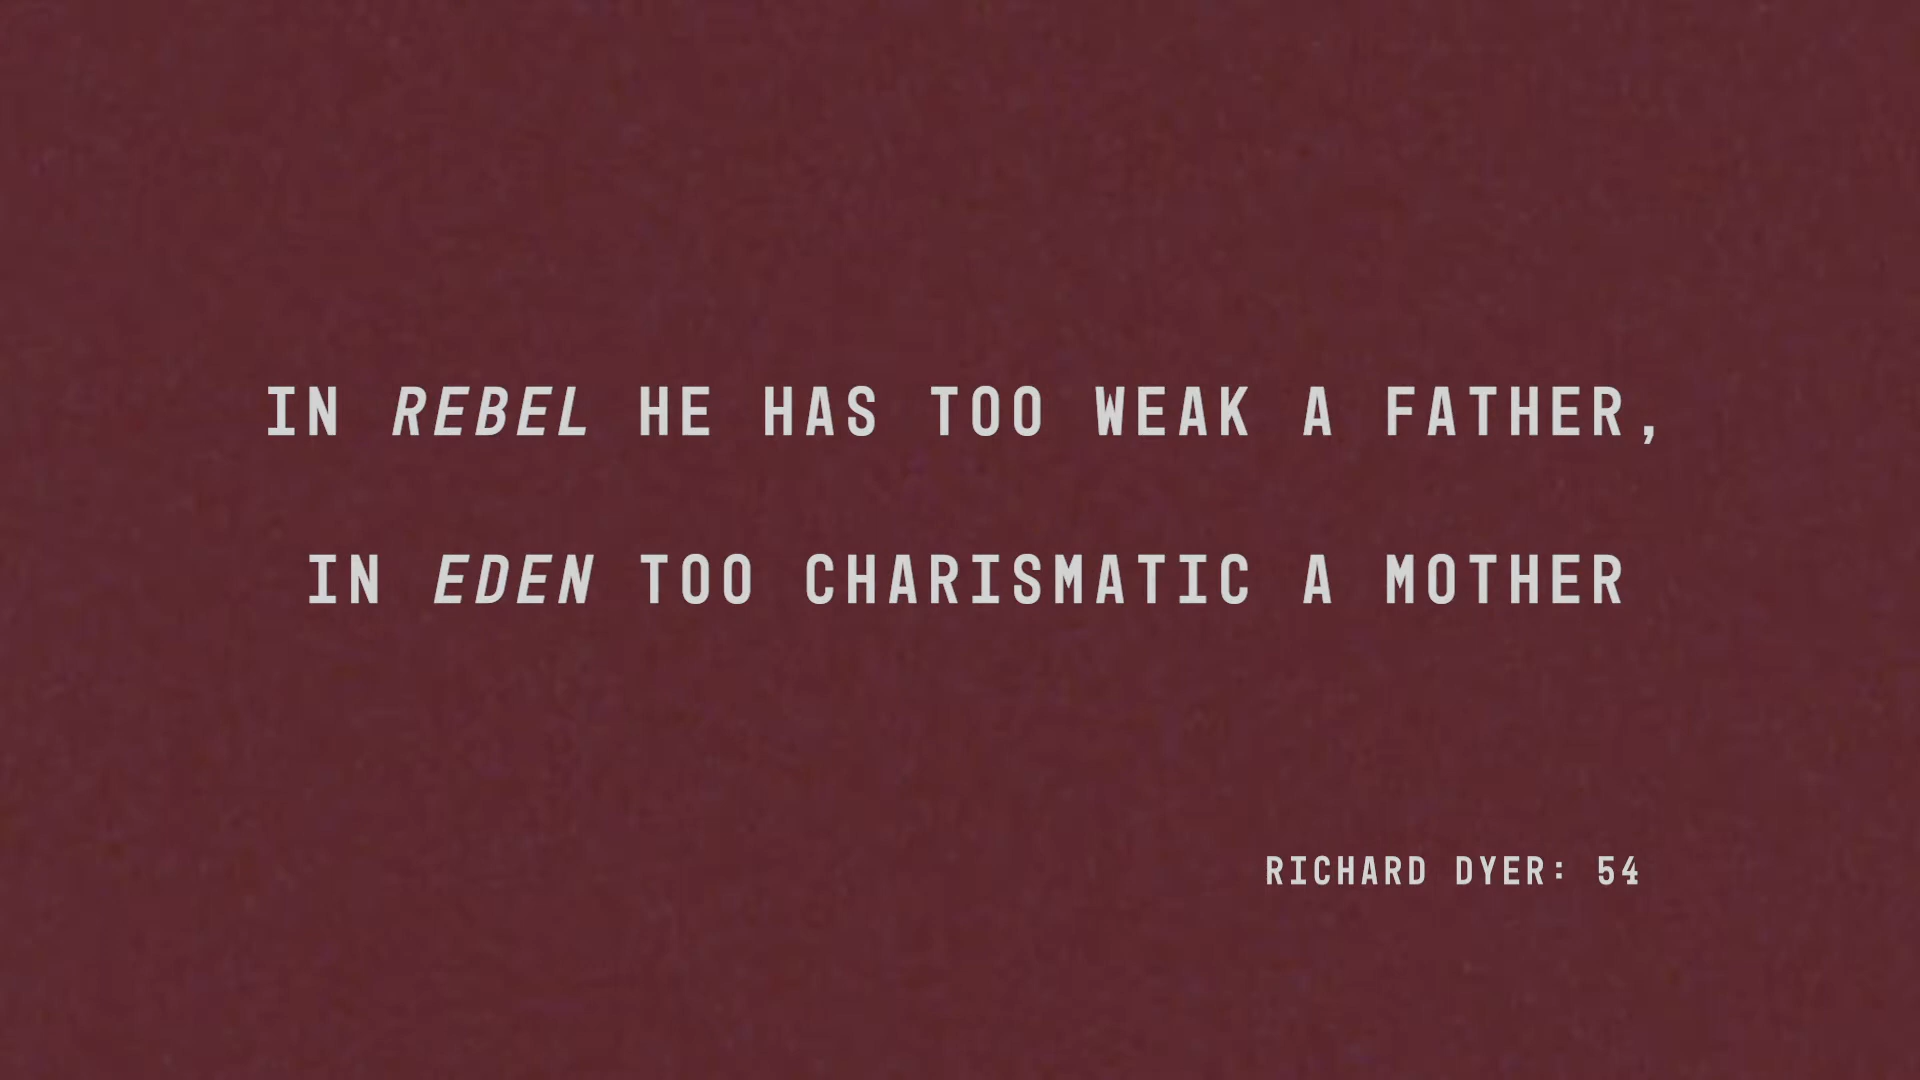 IN REBEL HE HAS TOO WEAK A FATHER,
IN EDEN TOO CHARISMATIC A MOTHER
RICHARD DYER: 54